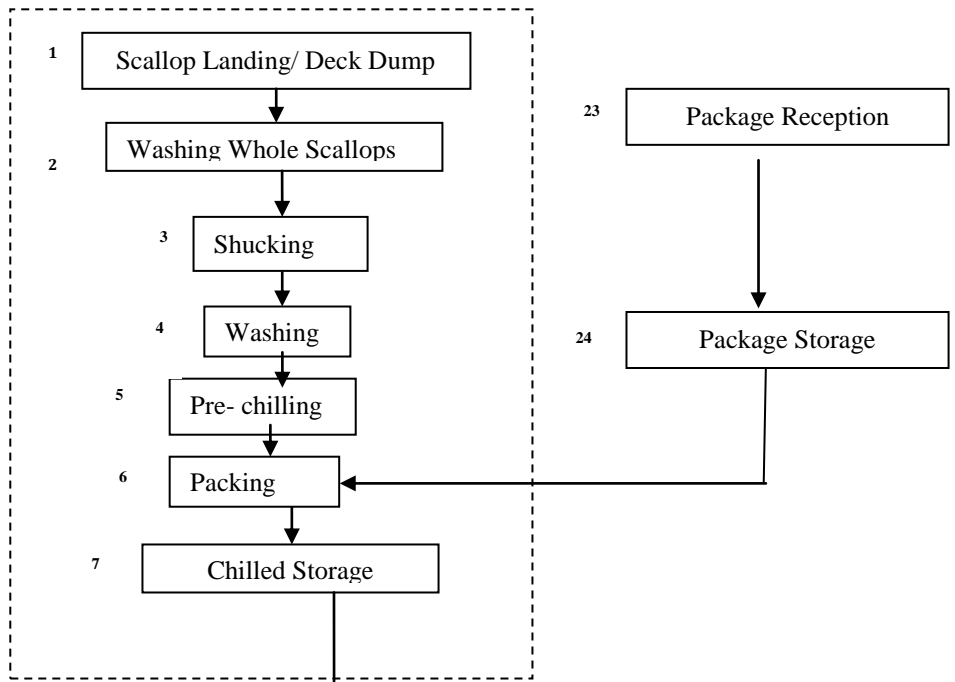 1 Scallop Landing/ Deck Dump
2 Washing Whole Scallops
3 Shucking
4 Washing
5 Pre- chilling
6 Packing
7 Chilled Storage
23 Package Reception
24 Package Storage